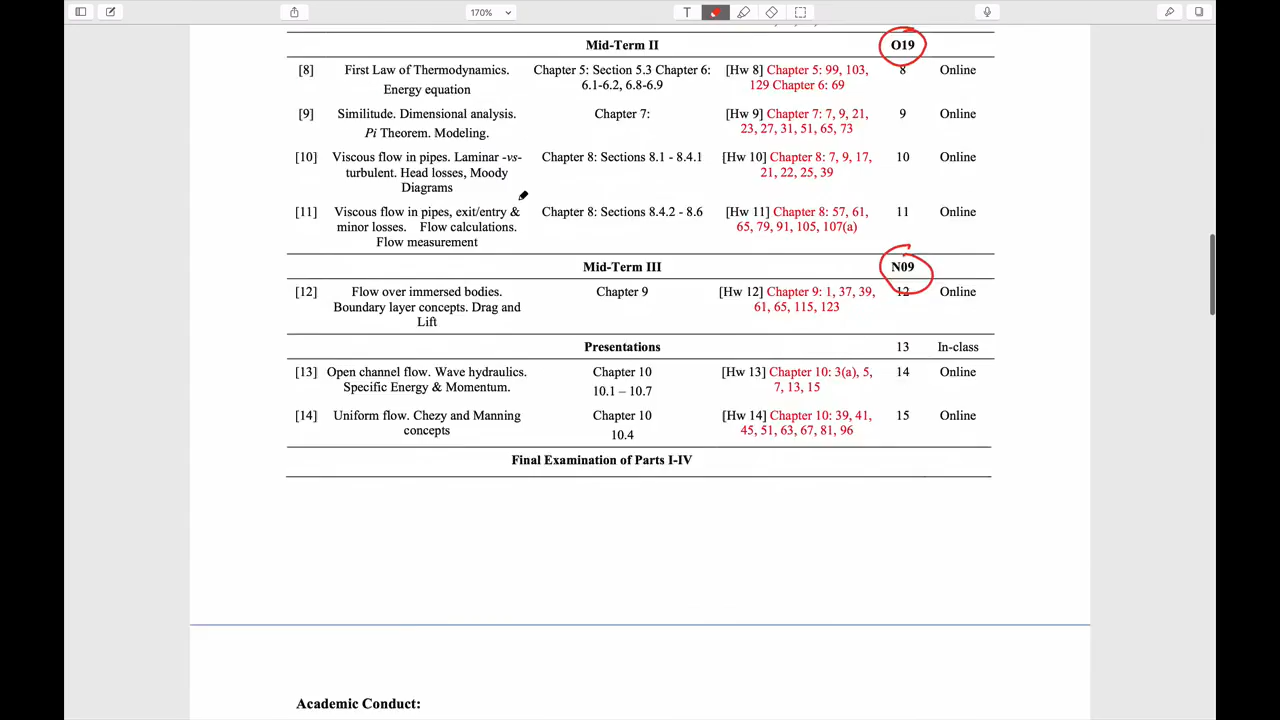 170%
T
Mid-Term II O19
[8] First Law of Thermodynamics. Chapter 5: Section 5.3 Chapter 6: [Hw 8] Chapter 5: 99, 103, 8 Online
Energy equation 6.1-6.2, 6.8-6.9 129 Chapter 6: 69
[9] Similitude. Dimensional analysis. Chapter 7: [Hw 9] Chapter 7: 7, 9, 21, 9 Online
Pi Theorem. Modeling. 23, 27, 31, 51, 65, 73
[10] Viscous flow in pipes. Laminar -vs- Chapter 8: Sections 8.1 - 8.4.1 [Hw 10] Chapter 8: 7, 9, 17, 10 Online
turbulent. Head losses, Moody 21, 22, 25, 39
Diagrams
[11] Viscous flow in pipes, exit/entry & Chapter 8: Sections 8.4.2 - 8.6 [Hw 11] Chapter 8: 57, 61, 11 Online
minor losses. Flow calculations. 65, 79, 91, 105, 107(a)
Flow measurement
Mid-Term III N09
[12] Flow over immersed bodies. Chapter 9 [Hw 12] Chapter 9: 1, 37, 39, 12 Online
Boundary layer concepts. Drag and 61, 65, 115, 123
Lift
Presentations 13 In-class
[13] Open channel flow. Wave hydraulics. Chapter 10 [Hw 13] Chapter 10: 3(a), 5, 14 Online
Specific Energy & Momentum. 10.1 – 10.7 7, 13, 15
[14] Uniform flow. Chezy and Manning Chapter 10 [Hw 14] Chapter 10: 39, 41, 15 Online
concepts 10.4 45, 51, 63, 67, 81, 96
Final Examination of Parts I-IV
Academic Conduct: